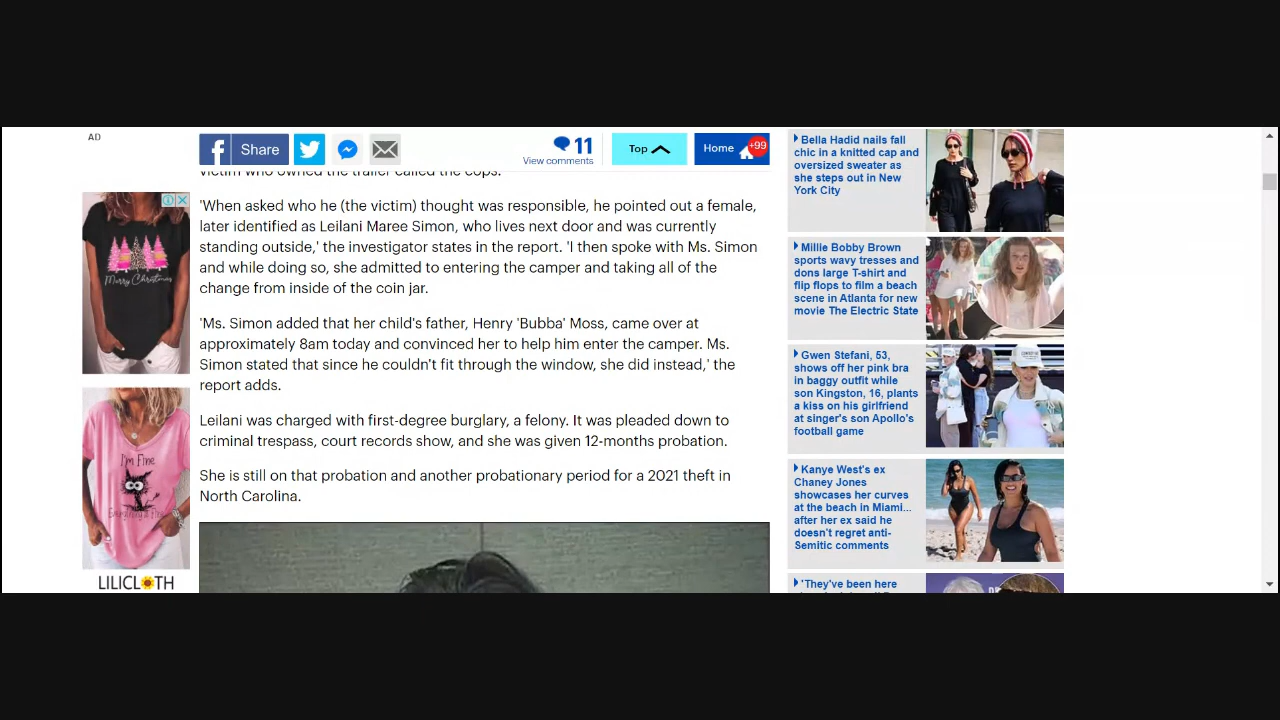 AD
Share
11
View comments
Top
Home
+99
victim who owned the trailer called the cops.
'When asked who he (the victim) thought was responsible, he pointed out a female,
later identified as Leilani Maree Simon, who lives next door and was currently
standing outside,' the investigator states in the report. 'I then spoke with Ms. Simon
and while doing so, she admitted to entering the camper and taking all of the
change from inside of the coin jar.
'Ms. Simon added that her child's father, Henry 'Bubba' Moss, came over at
approximately 8am today and convinced her to help him enter the camper. Ms.
Simon stated that since he couldn't fit through the window, she did instead,' the
report adds.
Leilani was charged with first-degree burglary, a felony. It was pleaded down to
criminal trespass, court records show, and she was given 12-months probation.
She is still on that probation and another probationary period for a 2021 theft in
North Carolina.
Merry Christmas
I'm Fine
Everything is Fine
LILICLOTH
Bella Hadid nails fall
chic in a knitted cap and
oversized sweater as
she steps out in New
York City
Millie Bobby Brown
sports wavy tresses and
dons large T-shirt and
flip flops to film a beach
scene in Atlanta for new
movie The Electric State
Gwen Stefani, 53,
shows off her pink bra
in baggy outfit while
son Kingston, 16, plants
a kiss on his girlfriend
at singer's son Apollo's
football game
Kanye West's ex
Chaney Jones
showcases her curves
at the beach in Miami...
after her ex said he
doesn't regret anti-
Semitic comments
'They've been here